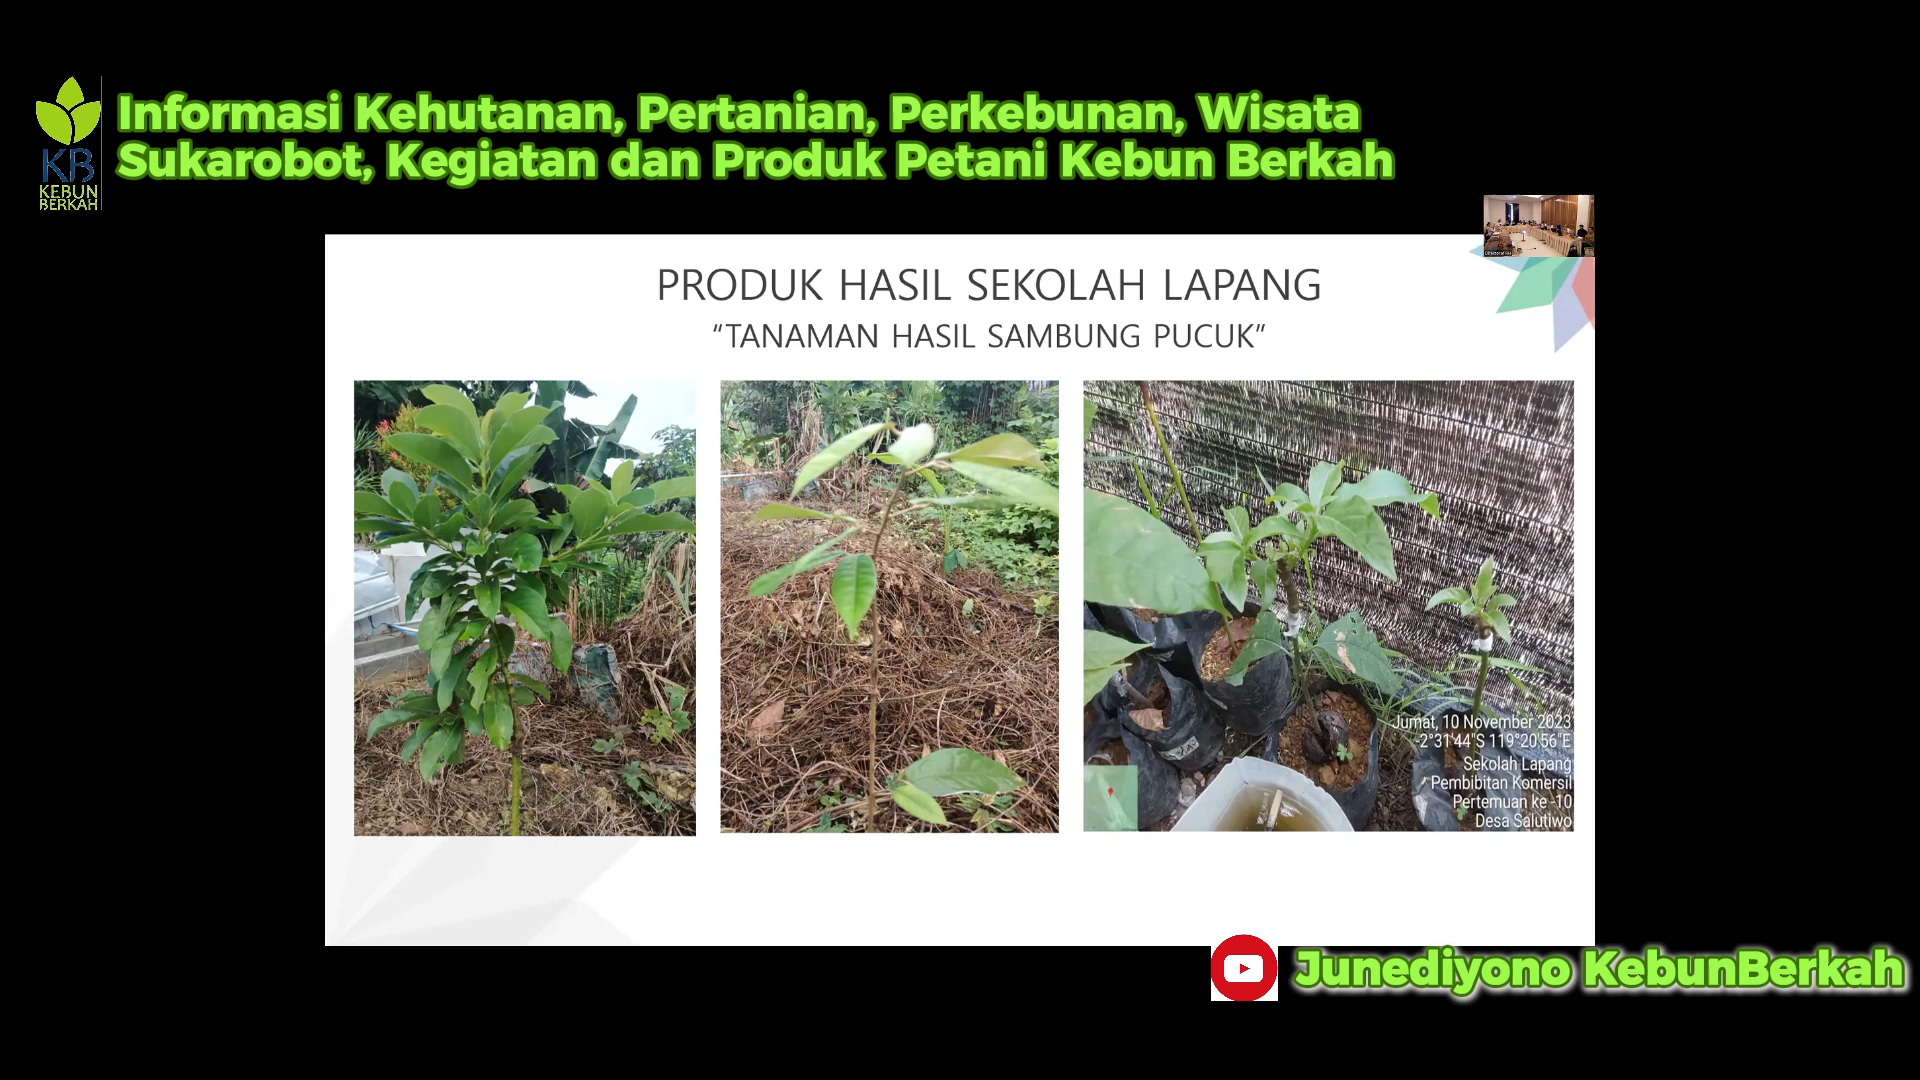 Informasi Kehutanan, Pertanian, Perkebunan, Wisata
Sukarobot, Kegiatan dan Produk Petani Kebun Berkah
KB
KEBUN
BERKAH
PRODUK HASIL SEKOLAH LAPANG
“TANAMAN HASIL SAMBUNG PUCUK”
Jumat, 10 November 2023
-2°31'44"S 119°20'56"E
Sekolah Lapang
Pembibitan Komersil
Pertemuan ke -10
Desa Salutiwo
Junediyono KebunBerkah